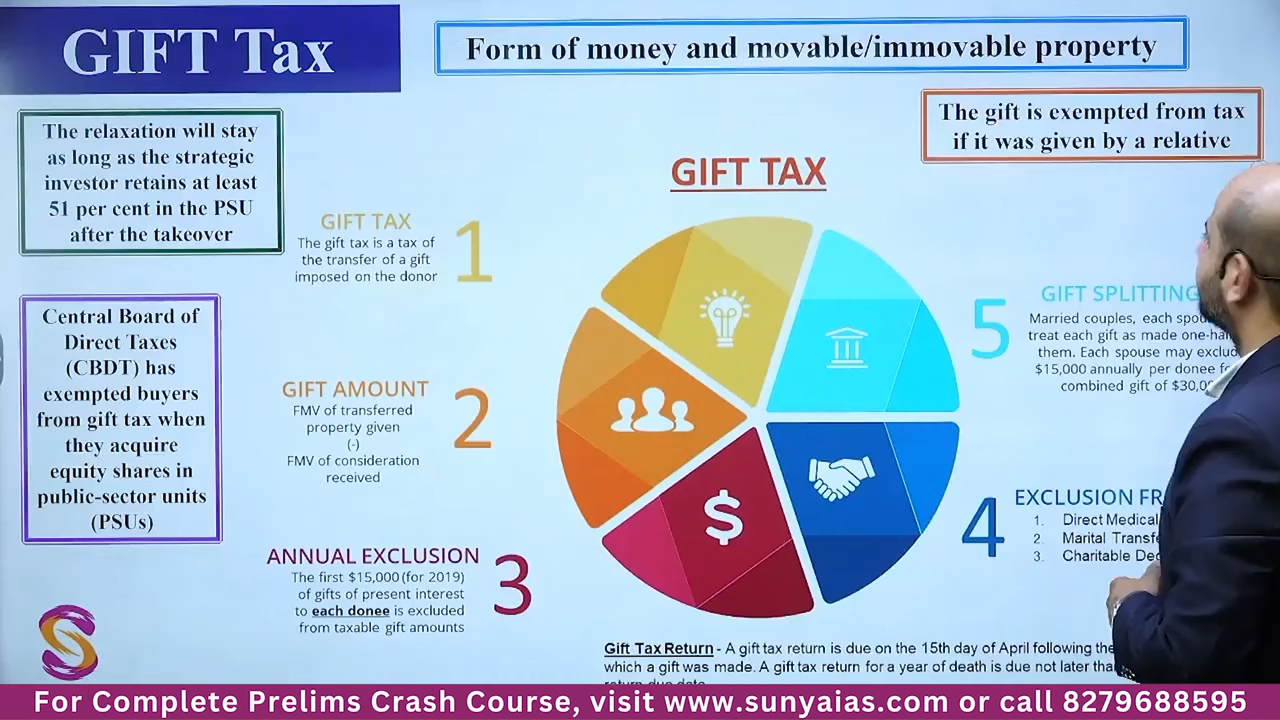 GIFT Tax
Form of money and movable/immovable property
The relaxation will stay
as long as the strategic
investor retains at least
51 per cent in the PSU
after the takeover
The gift is exempted from tax
if it was given by a relative
GIFT TAX
GIFT TAX
The gift tax is a tax of
the transfer of a gift
imposed on the donor
1
Central Board of
Direct Taxes
(CBDT) has
exempted buyers
from gift tax when
they acquire
equity shares in
public-sector units
(PSUs)
GIFT AMOUNT
FMV of transferred
property given
(-)
FMV of consideration
received
2
ANNUAL EXCLUSION
The first $15,000 (for 2019)
of gifts of present interest
to each donee is excluded
from taxable gift amounts
3
$
5
GIFT SPLITTING
Married couples, each
treat each gift as made
them. Each spouse may
$15,000 annually per donee
combined gift of
4
EXCLUSION
1. Direct Medical
2. Marital
3. Charitable
Gift Tax Return - A gift tax return is due on the 15th day of April following the
which a gift was made. A gift tax return for a year of death is due not later
return due date
S
For Complete Prelims Crash Course, visit www.sunyaias.com or call 8279688595